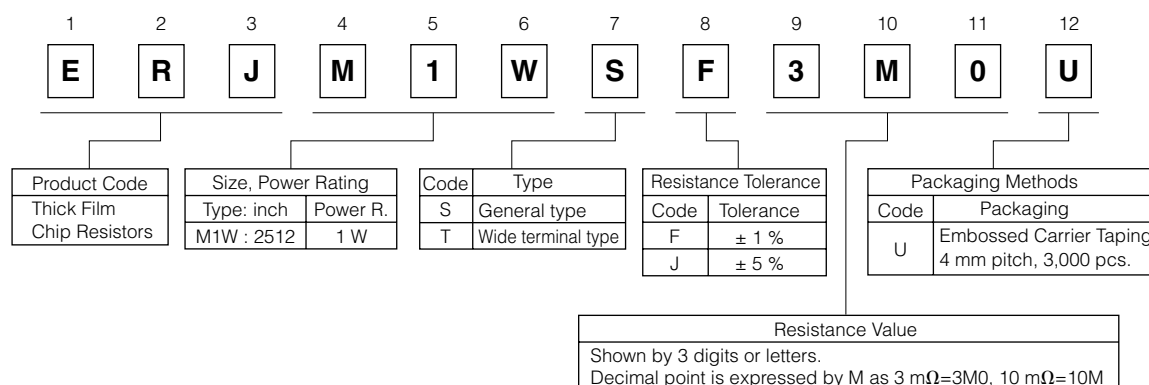 1 2 3 4 5 6 7 8 9 10 11 12
E R J M 1 W S F 3 M 0 U
Product Code
Thick Film
Chip Resistors
Size, Power Rating
Type: inch Power R.
M1W : 2512 1 W
Code Type
S General type
T Wide terminal type
Resistance Tolerance
Code Tolerance
F ± 1 %
J ± 5 %
Packaging Methods
Code Packaging
U Embossed Carrier Taping
4 mm pitch, 3,000 pcs.
Resistance Value
Shown by 3 digits or letters.
Decimal point is expressed by M as 3 mΩ=3M0, 10 mΩ=10M